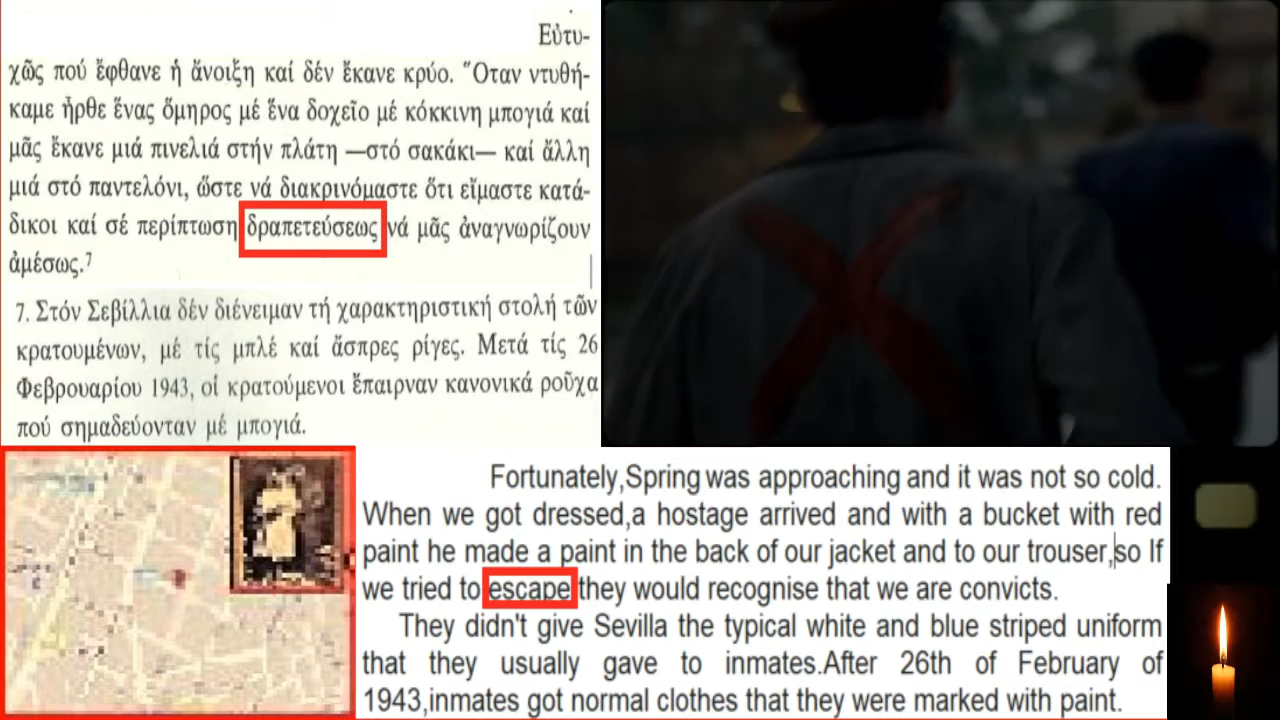 Εὐτυ-
χῶς πού ἔφθανε ἡ ἄνοιξη καί δέν ἔκανε κρύο. Ὅταν ντυθή-
καμε ἦρθε ἕνας ὅμηρος μέ ἕνα δοχεῖο μέ κόκκινη μπογιά καί
μᾶς ἔκανε μιά πινελιά στήν πλάτη —στό σακάκι— καί ἄλλη
μιά στό παντελόνι, ὥστε νά διακρινόμαστε ὅτι εἴμαστε κατά-
δικοι καί σέ περίπτωση δραπετεύσεως νά μᾶς ἀναγνωρίζουν
ἀμέσως.⁷
7. Στόν Σεβίλλια δέν διένειμαν τή χαρακτηριστική στολή τῶν
κρατουμένων, μέ τίς μπλέ καί ἄσπρες ρίγες. Μετά τίς 26
Φεβρουαρίου 1943, οἱ κρατούμενοι ἔπαιρναν κανονικά ροῦχα
πού σημαδεύονταν μέ μπογιά.
Fortunately,Spring was approaching and it was not so cold.
When we got dressed,a hostage arrived and with a bucket with red
paint he made a paint in the back of our jacket and to our trouser,so If
we tried to escape they would recognise that we are convicts.
They didn't give Sevilla the typical white and blue striped uniform
that they usually gave to inmates.After 26th of February of
1943,inmates got normal clothes that they were marked with paint.